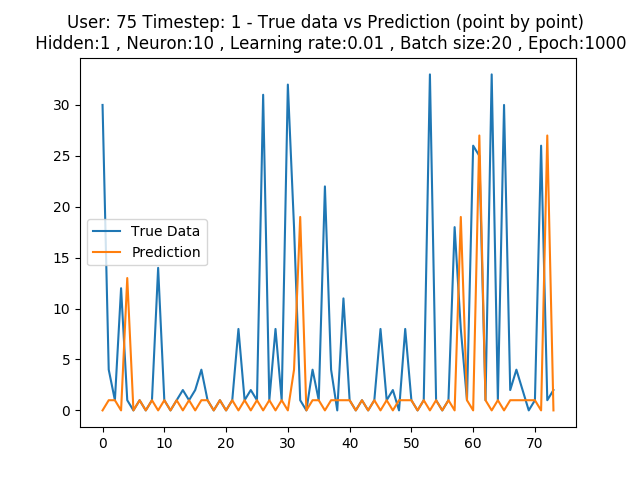 User: 75 Timestep: 1 - True data vs Prediction (point by point)
Hidden:1 , Neuron:10 , Learning rate:0.01 , Batch size:20 , Epoch:1000
30
25
20
15
10
5
0
True Data
Prediction
0 10 20 30 40 50 60 70